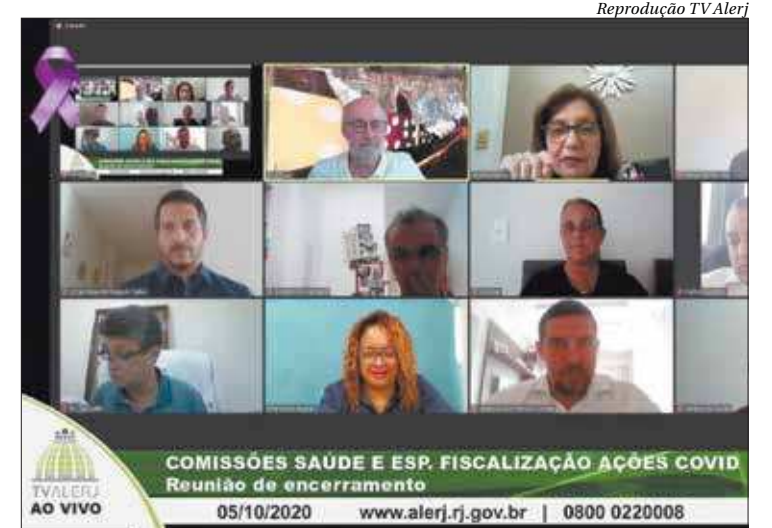 Reprodução TV Alerj
TVALERJ
AO VIVO
COMISSÕES SAÚDE E ESP. FISCALIZAÇÃO AÇÕES COVID
Reunião de encerramento
05/10/2020 www.alerj.rj.gov.br | 0800 0220008